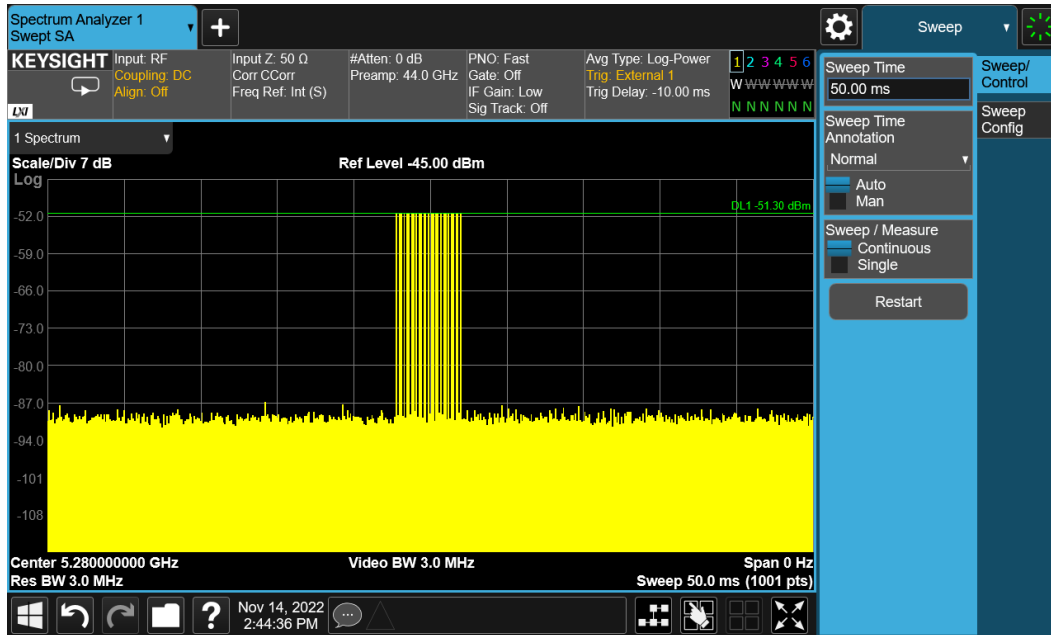 Spectrum Analyzer 1
Swept SA
Sweep
KEYSIGHT
LXI
Input: RF
Coupling: DC
Align: Off
Input Z: 50 Ω
Corr CCorr
Freq Ref: Int (S)
#Atten: 0 dB
Preamp: 44.0 GHz
PNO: Fast
Gate: Off
IF Gain: Low
Sig Track: Off
Avg Type: Log-Power
Trig: External 1
Trig Delay: -10.00 ms
1 2 3 4 5 6
W W W W W W
N N N N N N
1 Spectrum
Scale/Div 7 dB
Ref Level -45.00 dBm
Log
DL1 -51.30 dBm
-52.0
-59.0
-66.0
-73.0
-80.0
-87.0
-94.0
-101
-108
Center 5.280000000 GHz
Video BW 3.0 MHz
Span 0 Hz
Res BW 3.0 MHz
Sweep 50.0 ms (1001 pts)
Sweep Time
50.00 ms
Sweep Time
Annotation
Normal
Auto
Man
Sweep / Measure
Continuous
Single
Restart
Sweep/
Control
Sweep
Config
?
Nov 14, 2022
2:44:36 PM